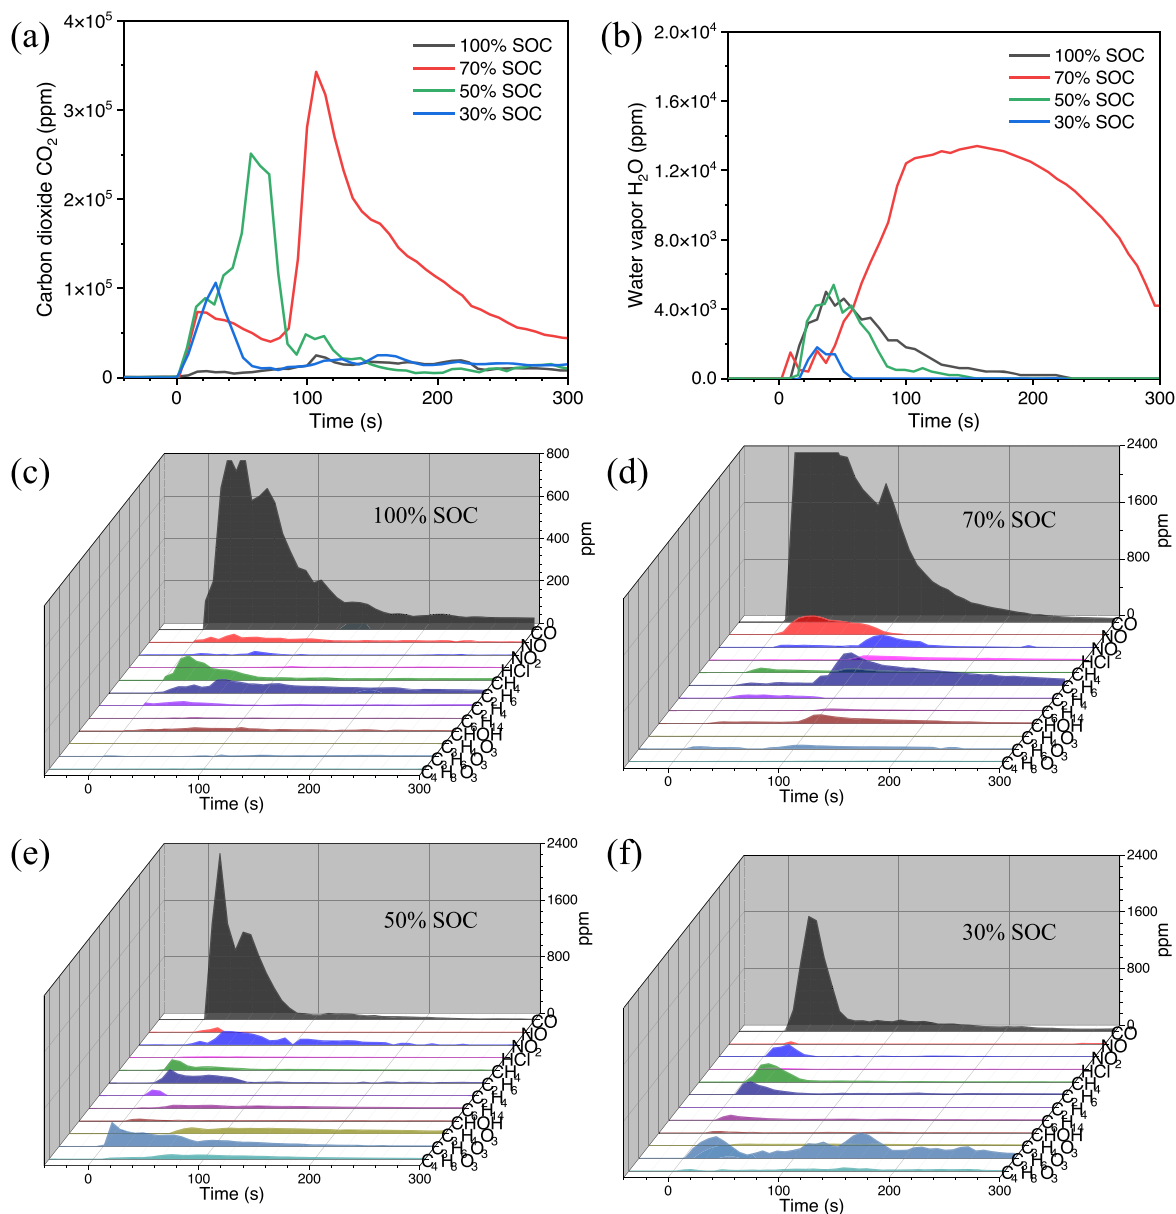 (a)
4×10⁵
3×10⁵
2×10⁵
1×10⁵
0
Carbon dioxide CO₂ (ppm)
100% SOC
70% SOC
50% SOC
30% SOC
0 100 200 300
Time (s)
(b)
2.0×10⁴
1.6×10⁴
1.2×10⁴
8.0×10³
4.0×10³
0.0
Water vapor H₂O (ppm)
100% SOC
70% SOC
50% SOC
30% SOC
0 100 200 300
Time (s)
(c)
100% SOC
800
600
400
200
0
ppm
CO
NO
NO₂
HCl
CH₄
C₂H₆
C₂H₄
C₆H₁₄
CHOH
C₃H₄O₃
C₃H₆O₃
C₄H₈O₃
0 100 200 300
Time (s)
(d)
70% SOC
2400
1600
800
0
ppm
CO
NO
NO₂
HCl
CH₄
C₂H₆
C₂H₄
C₆H₁₄
CHOH
C₃H₄O₃
C₃H₆O₃
C₄H₈O₃
0 100 200 300
Time (s)
(e)
50% SOC
2400
1600
800
0
ppm
CO
NO
NO₂
HCl
CH₄
C₂H₆
C₂H₄
C₆H₁₄
CHOH
C₃H₄O₃
C₃H₆O₃
C₄H₈O₃
0 100 200 300
Time (s)
(f)
30% SOC
2400
1600
800
0
ppm
CO
NO
NO₂
HCl
CH₄
C₂H₆
C₂H₄
C₆H₁₄
CHOH
C₃H₄O₃
C₃H₆O₃
C₄H₈O₃
0 100 200 300
Time (s)